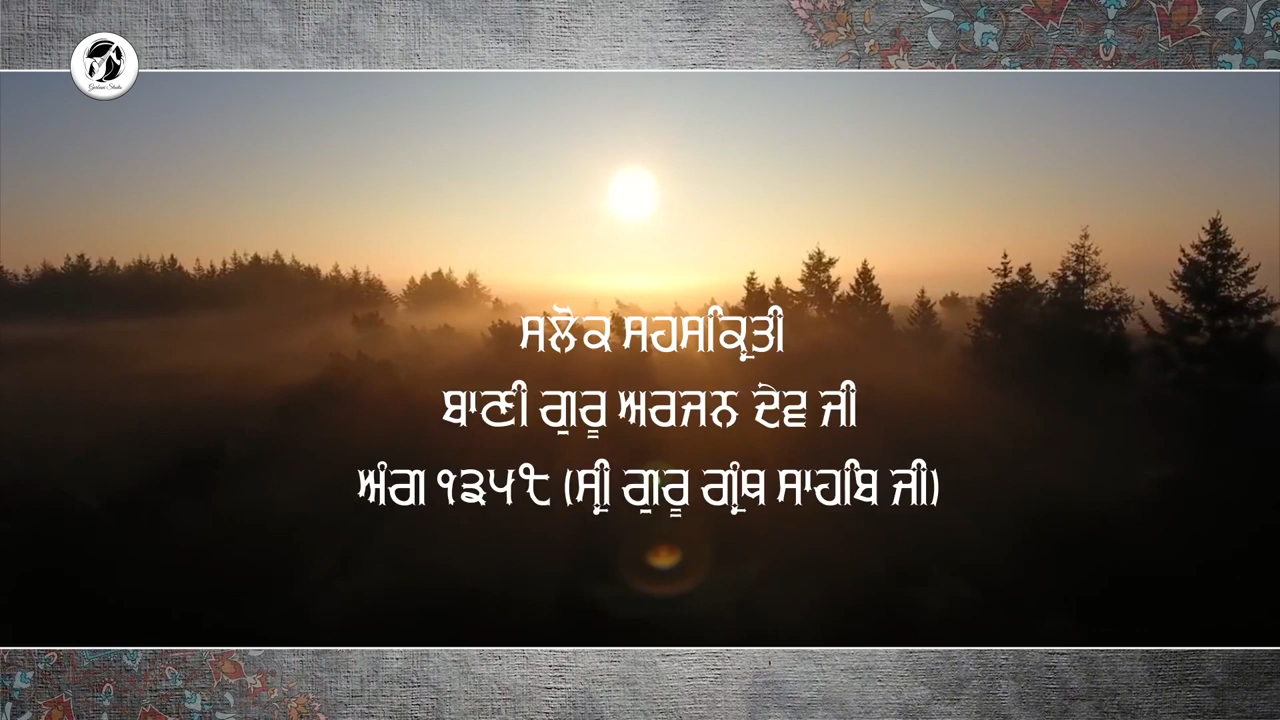 ਸਲੋਕ ਸਹਸਕ੍ਰਿਤੀ
ਬਾਣੀ ਗੁਰੂ ਅਰਜਨ ਦੇਵ ਜੀ
ਅੰਗ ੧੩੫੯ (ਸ੍ਰੀ ਗੁਰੂ ਗ੍ਰੰਥ ਸਾਹਿਬ ਜੀ)